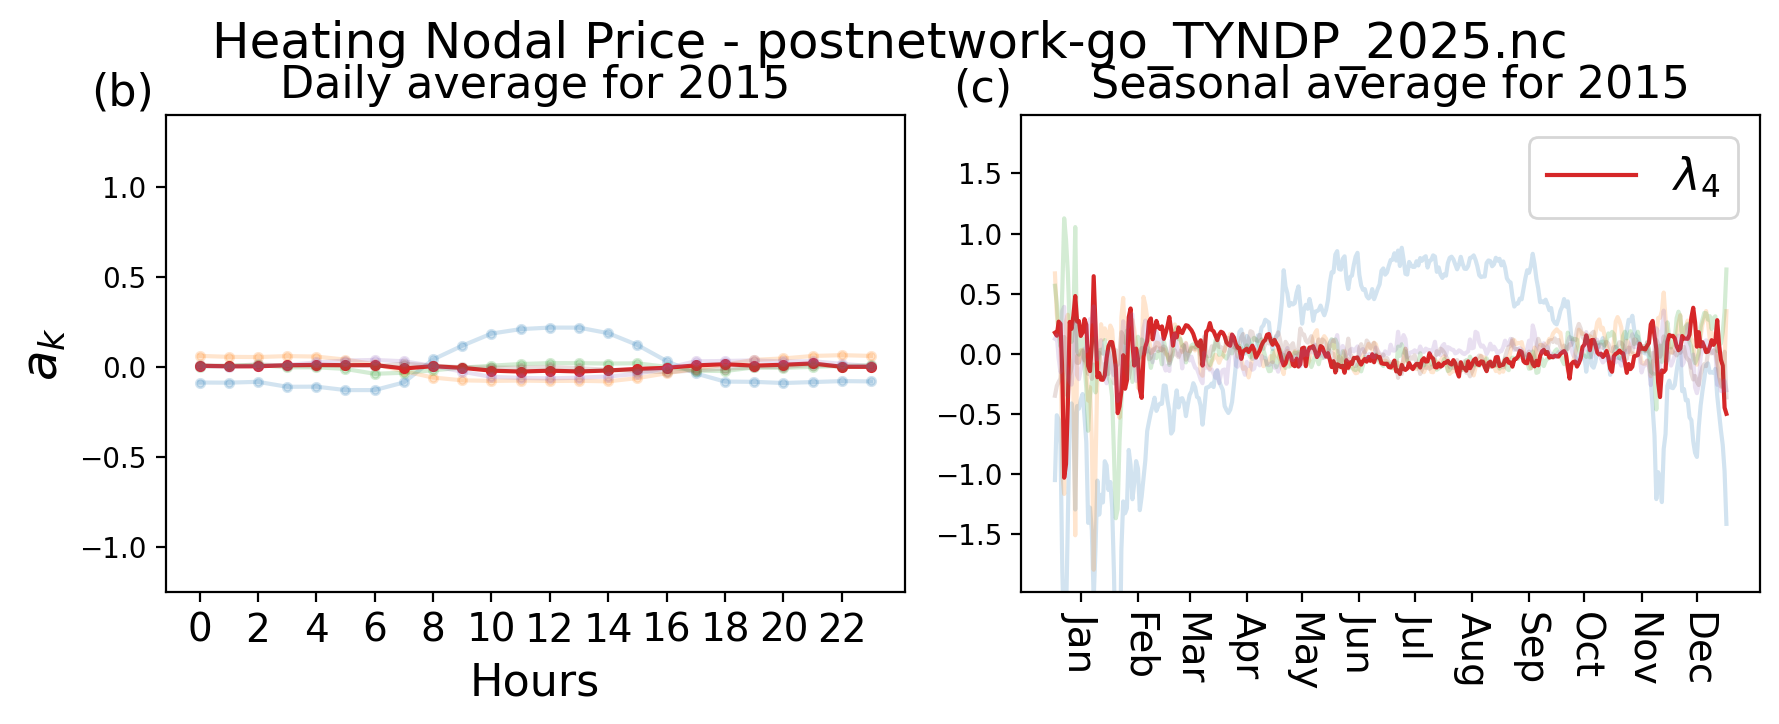 Heating Nodal Price - postnetwork-go_TYNDP_2025.nc
(b) Daily average for 2015
1.0
0.5
0.0
−0.5
−1.0
a_k
0 2 4 6 8 10 12 14 16 18 20 22
Hours
(c) Seasonal average for 2015
λ_4
1.5
1.0
0.5
0.0
−0.5
−1.0
−1.5
Jan Feb Mar Apr May Jun Jul Aug Sep Oct Nov Dec